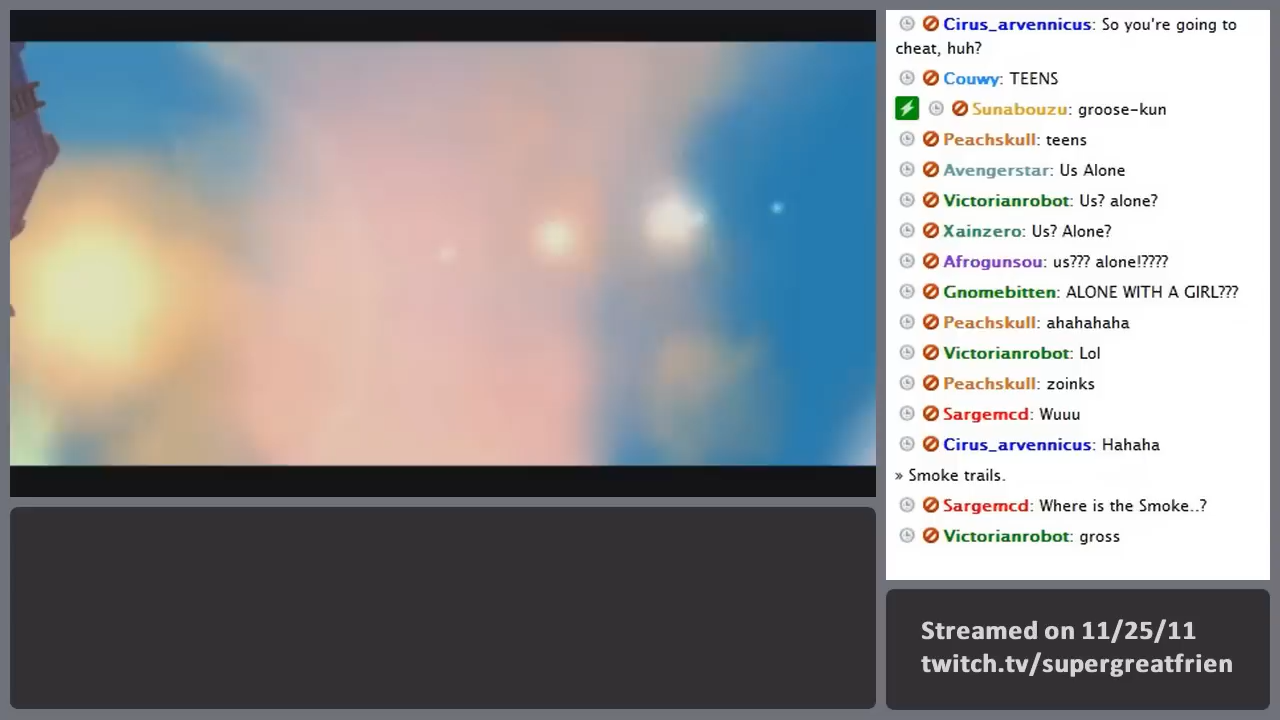 Cirus_arvennicus: So you're going to
cheat, huh?
Couwy: TEENS
Sunabouzu: groose-kun
Peachskull: teens
Avengerstar: Us Alone
Victorianrobot: Us? alone?
Xainzero: Us? Alone?
Afrogunsou: us??? alone!????
Gnomebitten: ALONE WITH A GIRL???
Peachskull: ahahahaha
Victorianrobot: Lol
Peachskull: zoinks
Sargemcd: Wuuu
Cirus_arvennicus: Hahaha
» Smoke trails.
Sargemcd: Where is the Smoke..?
Victorianrobot: gross
Streamed on 11/25/11
twitch.tv/supergreatfrien